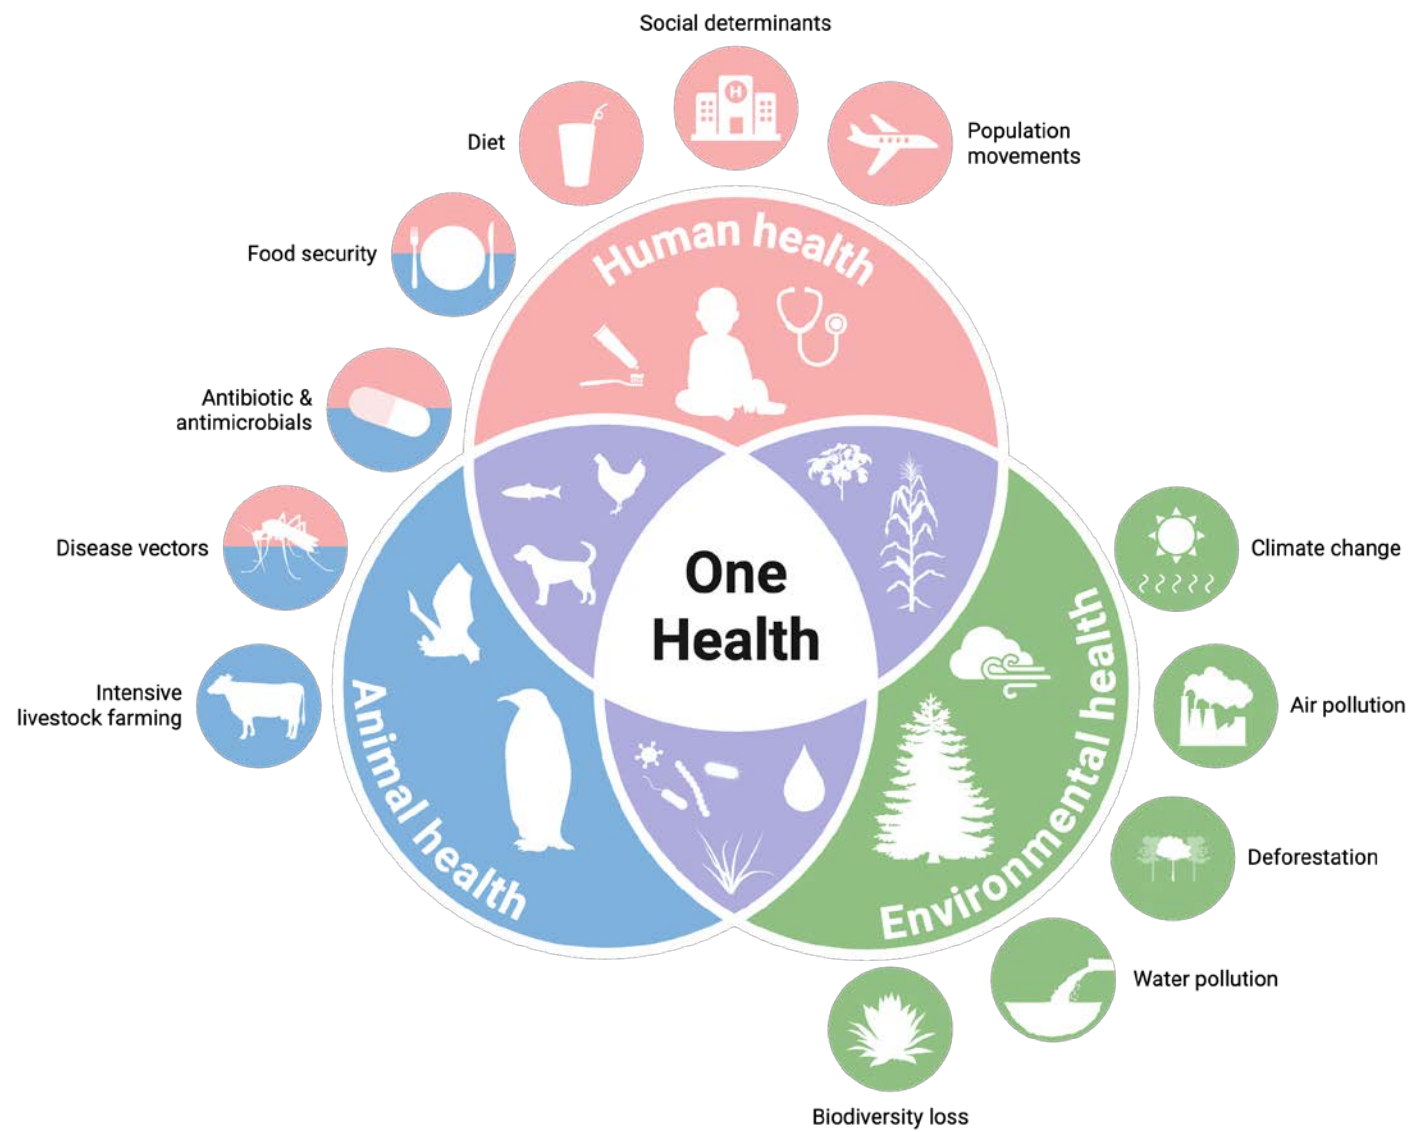 Social determinants
Diet
Population
movements
Food security
Human health
Antibiotic &
antimicrobials
Disease vectors
One
Health
Climate change
Intensive
livestock farming
Animal health
Environmental health
Air pollution
Deforestation
Water pollution
Biodiversity loss
H